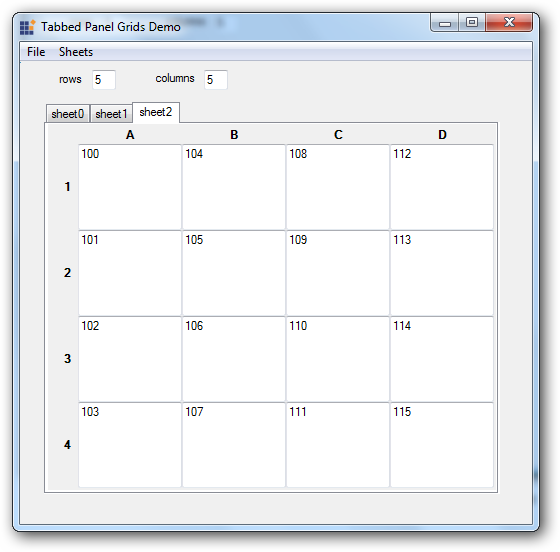 Tabbed Panel Grids Demo
File Sheets
rows 5 columns 5
sheet0 sheet1 sheet2
A B C D
1 100 104 108 112
2 101 105 109 113
3 102 106 110 114
4 103 107 111 115